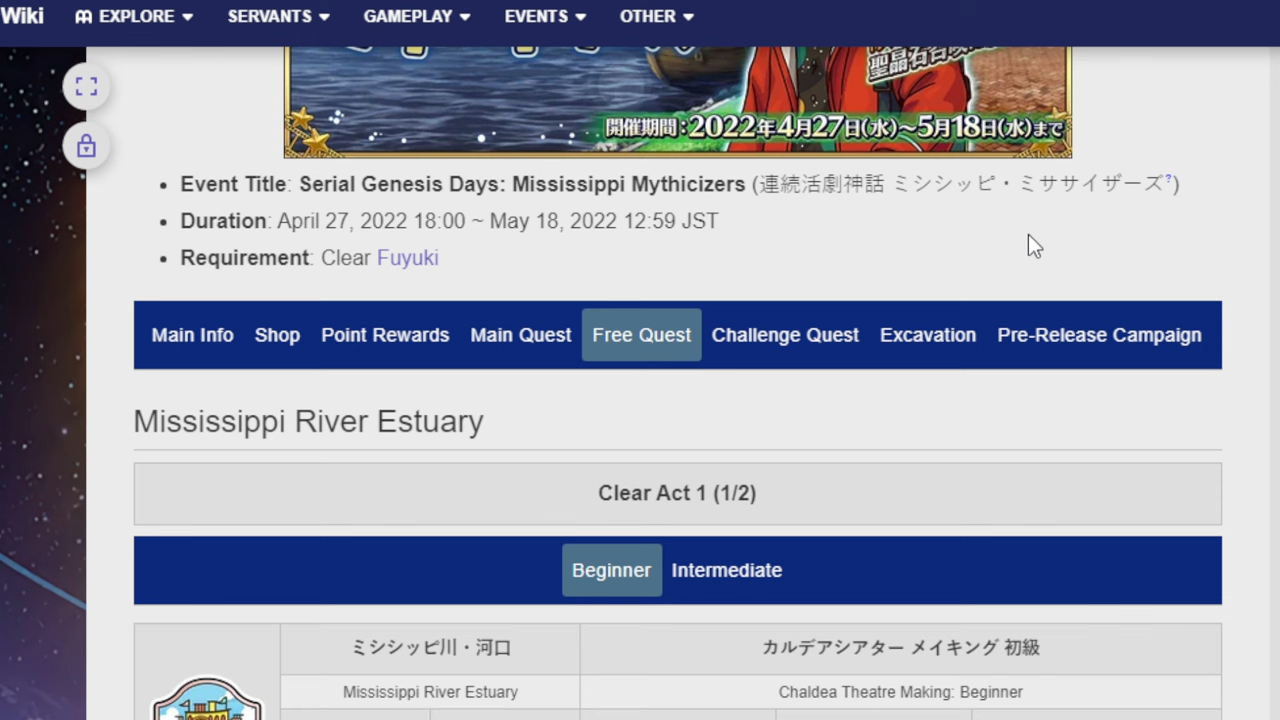 Wiki EXPLORE SERVANTS GAMEPLAY EVENTS OTHER
聖晶石召喚
開催期間:2022年4月27日(水)~5月18日(水)まで
• Event Title: Serial Genesis Days: Mississippi Mythicizers (連続活劇神話 ミシシッピ・ミササイザーズ?)
• Duration: April 27, 2022 18:00 ~ May 18, 2022 12:59 JST
• Requirement: Clear Fuyuki
Main Info Shop Point Rewards Main Quest Free Quest Challenge Quest Excavation Pre-Release Campaign
Mississippi River Estuary
Clear Act 1 (1/2)
Beginner Intermediate
ミシシッピ川・河口 カルデアシアター メイキング 初級
Mississippi River Estuary Chaldea Theatre Making: Beginner